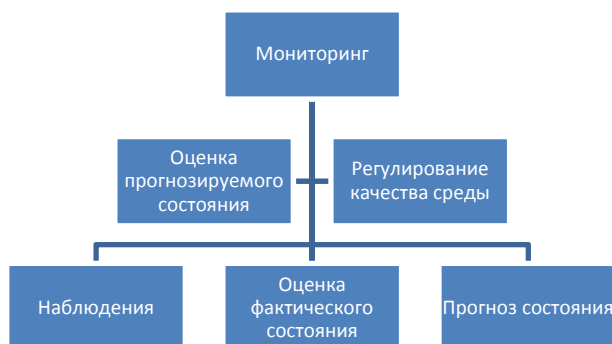 Мониторинг
Оценка
прогнозируемого
состояния
Регулирование
качества среды
Наблюдения
Оценка
фактического
состояния
Прогноз состояния